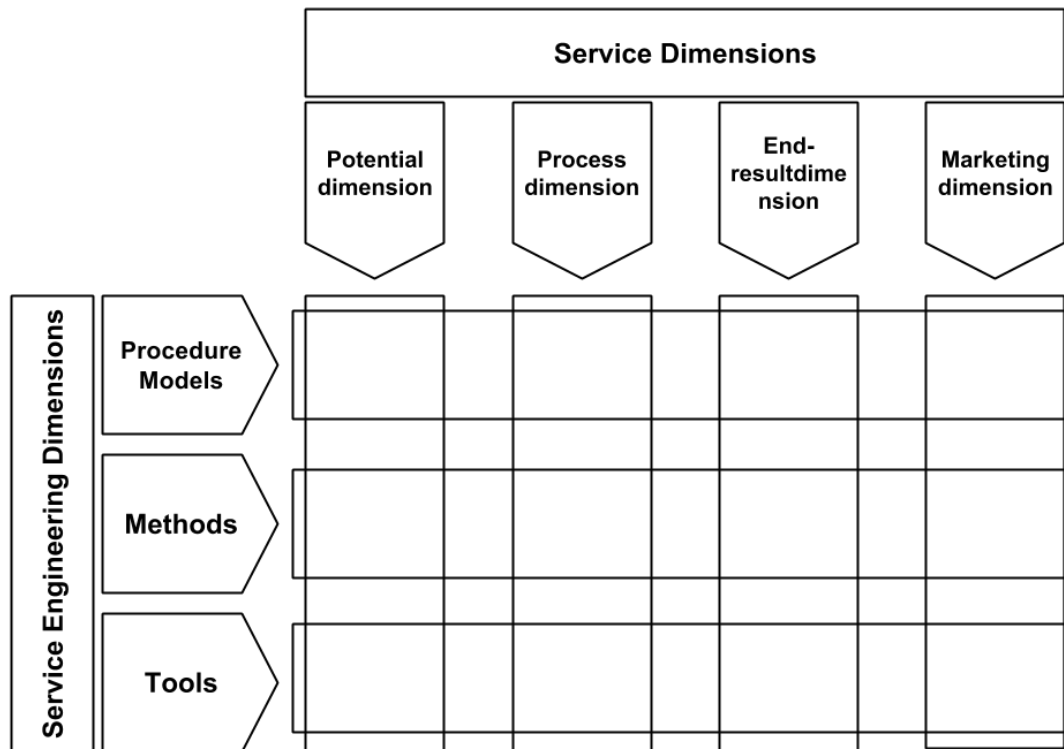 Service Dimensions
Potential
dimension
Process
dimension
End-
resultdime
nsion
Marketing
dimension
Service Engineering Dimensions
Procedure
Models
Methods
Tools